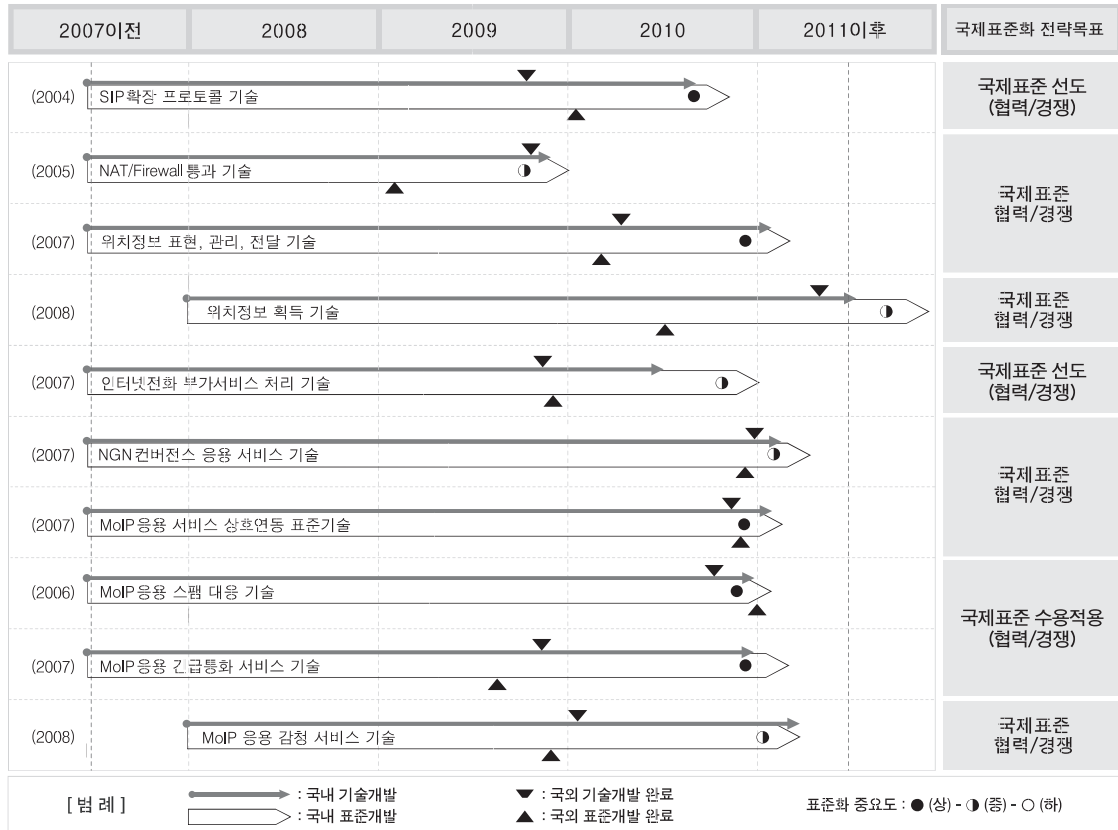 2007이전 2008 2009 2010 2011이후 국제표준화 전략목표
(2004) SIP확장 프로토콜 기술
국제표준 선도
(협력/경쟁)
(2005) NAT/Firewall 통과 기술
국제표준
협력/경쟁
(2007) 위치정보 표현, 관리, 전달 기술
(2008) 위치정보 획득 기술
국제표준
협력/경쟁
(2007) 인터넷전화 부가서비스 처리 기술
국제표준 선도
(협력/경쟁)
(2007) NGN 컨버전스 응용 서비스 기술
국제표준
협력/경쟁
(2007) MoIP 응용 서비스 상호연동 표준기술
(2006) MoIP 응용 스팸 대응 기술
국제표준 수용적용
(협력/경쟁)
(2007) MoIP 응용 긴급통화 서비스 기술
(2008) MoIP 응용 감청 서비스 기술
국제표준
협력/경쟁
[범 례] : 국내 기술개발 ▼ : 국외 기술개발 완료 표준화 중요도 : ● (상) - ◑ (중) - ○ (하)
: 국내 표준개발 ▲ : 국외 표준개발 완료